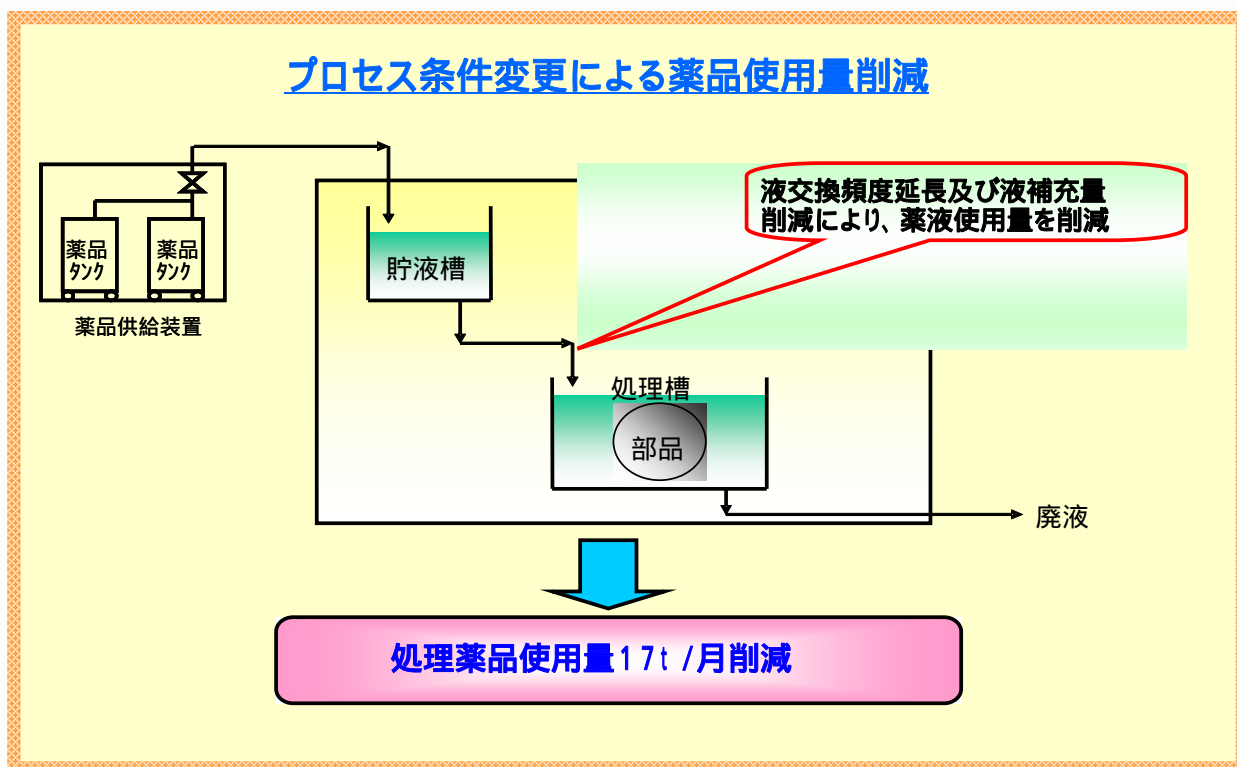 プロセス条件変更による薬品使用量削減
液交換頻度延長及び液補充量
削減により、薬液使用量を削減
薬品
タンク
薬品
タンク
貯液槽
薬品供給装置
処理槽
部品
廃液
処理薬品使用量17t/月削減